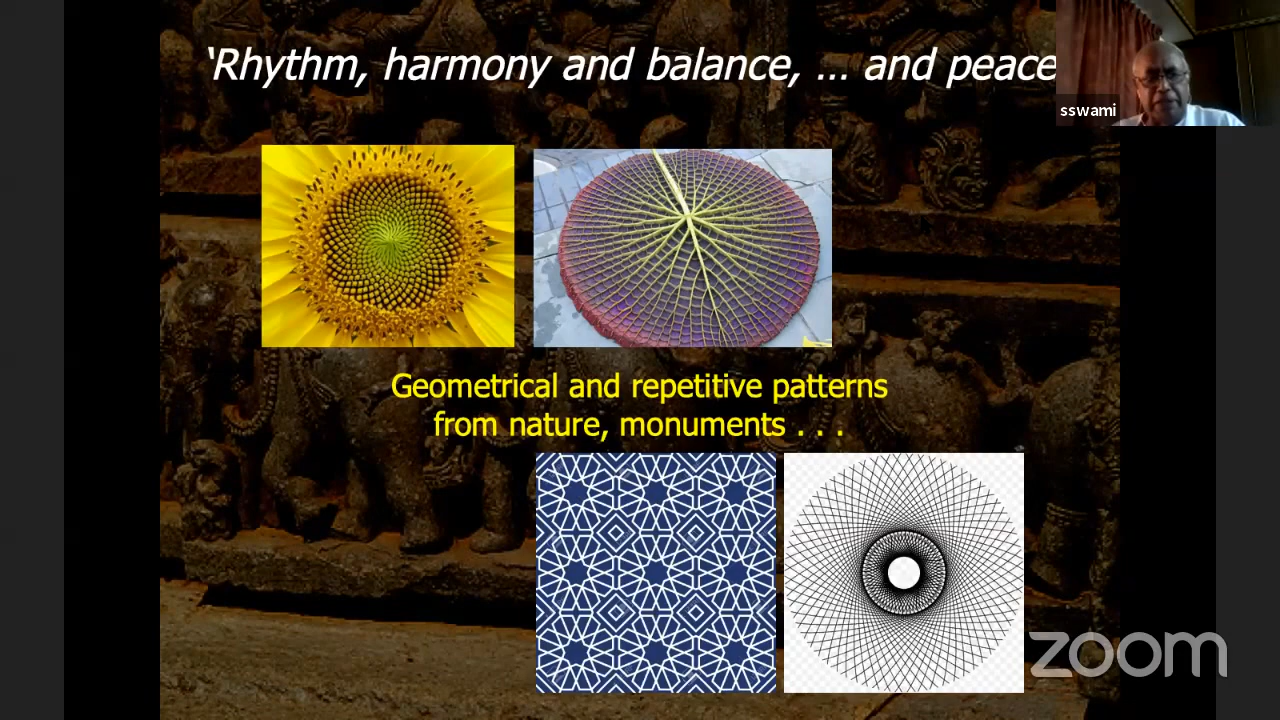 ‘Rhythm, harmony and balance, ... and peace
sswami
Geometrical and repetitive patterns
from nature, monuments . . .
zoom